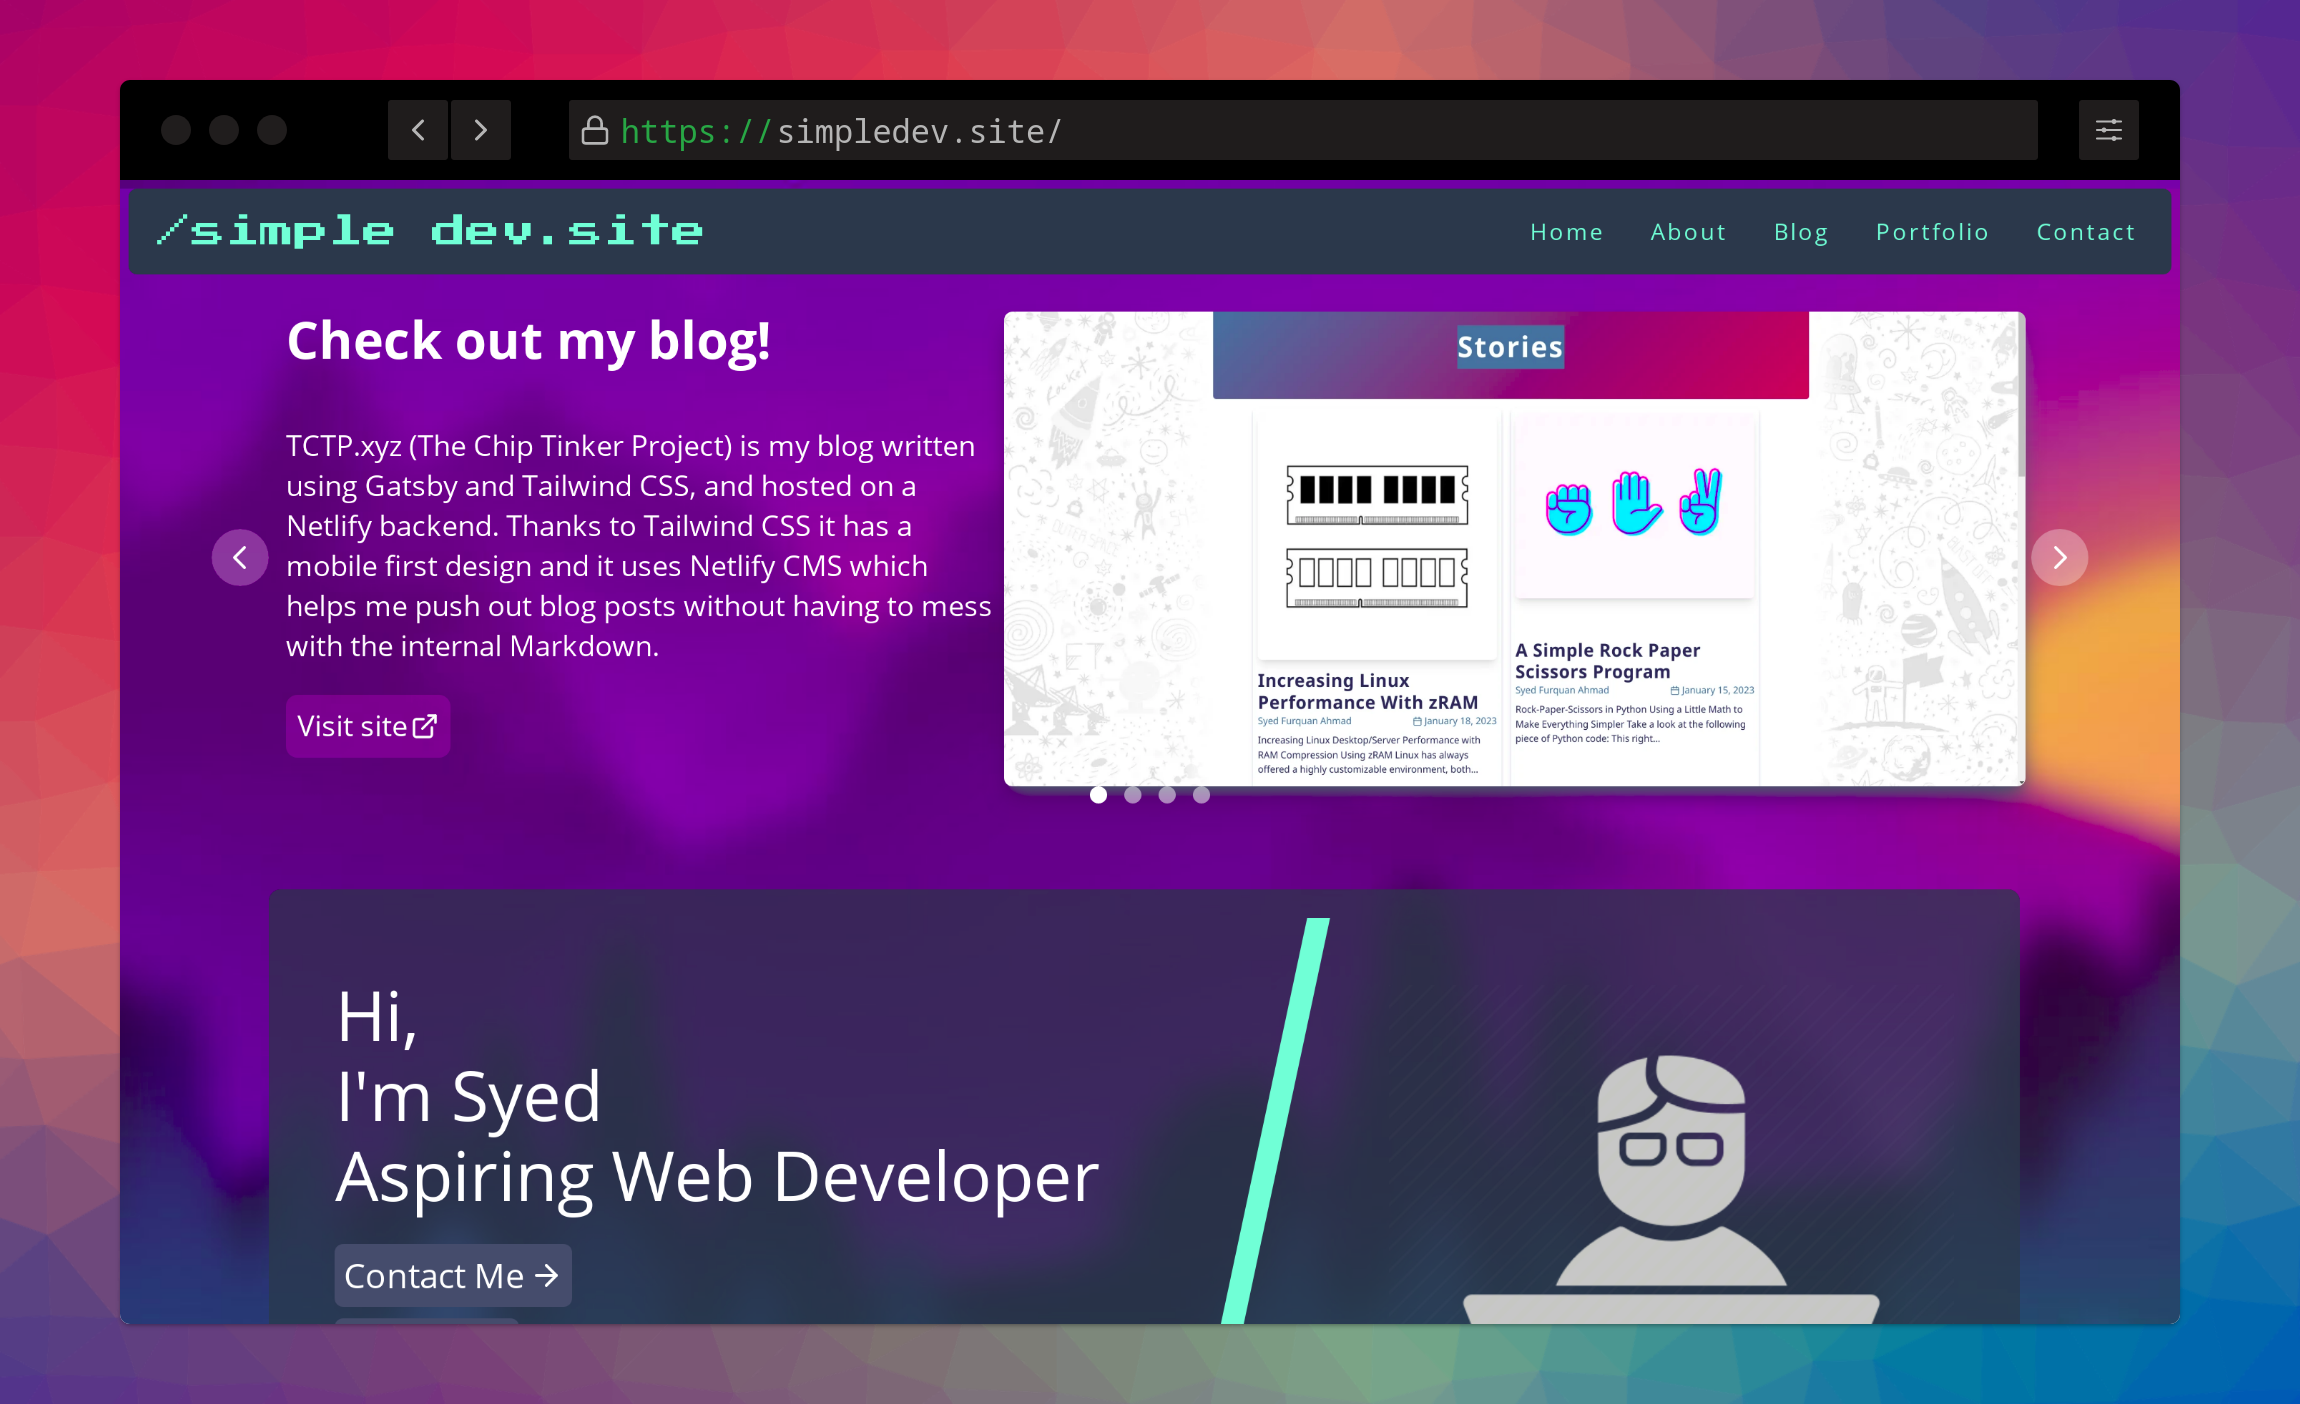 https://simpledev.site/
/simple dev.site
Home About Blog Portfolio Contact
Check out my blog!
TCTP.xyz (The Chip Tinker Project) is my blog written
using Gatsby and Tailwind CSS, and hosted on a
Netlify backend. Thanks to Tailwind CSS it has a
mobile first design and it uses Netlify CMS which
helps me push out blog posts without having to mess
with the internal Markdown.
Visit site
Stories
Increasing Linux
Performance With zRAM
Syed Furquan Ahmad January 18, 2023
Increasing Linux Desktop/Server Performance with
RAM Compression Using zRAM Linux has always
offered a highly customizable environment, both...
A Simple Rock Paper
Scissors Program
Syed Furquan Ahmad January 15, 2023
Rock-Paper-Scissors in Python Using a Little Math to
Make Everything Simpler Take a look at the following
piece of Python code: This right...
ROCKET
OUTER SPACE
ET
Hi,
I'm Syed
Aspiring Web Developer
Contact Me